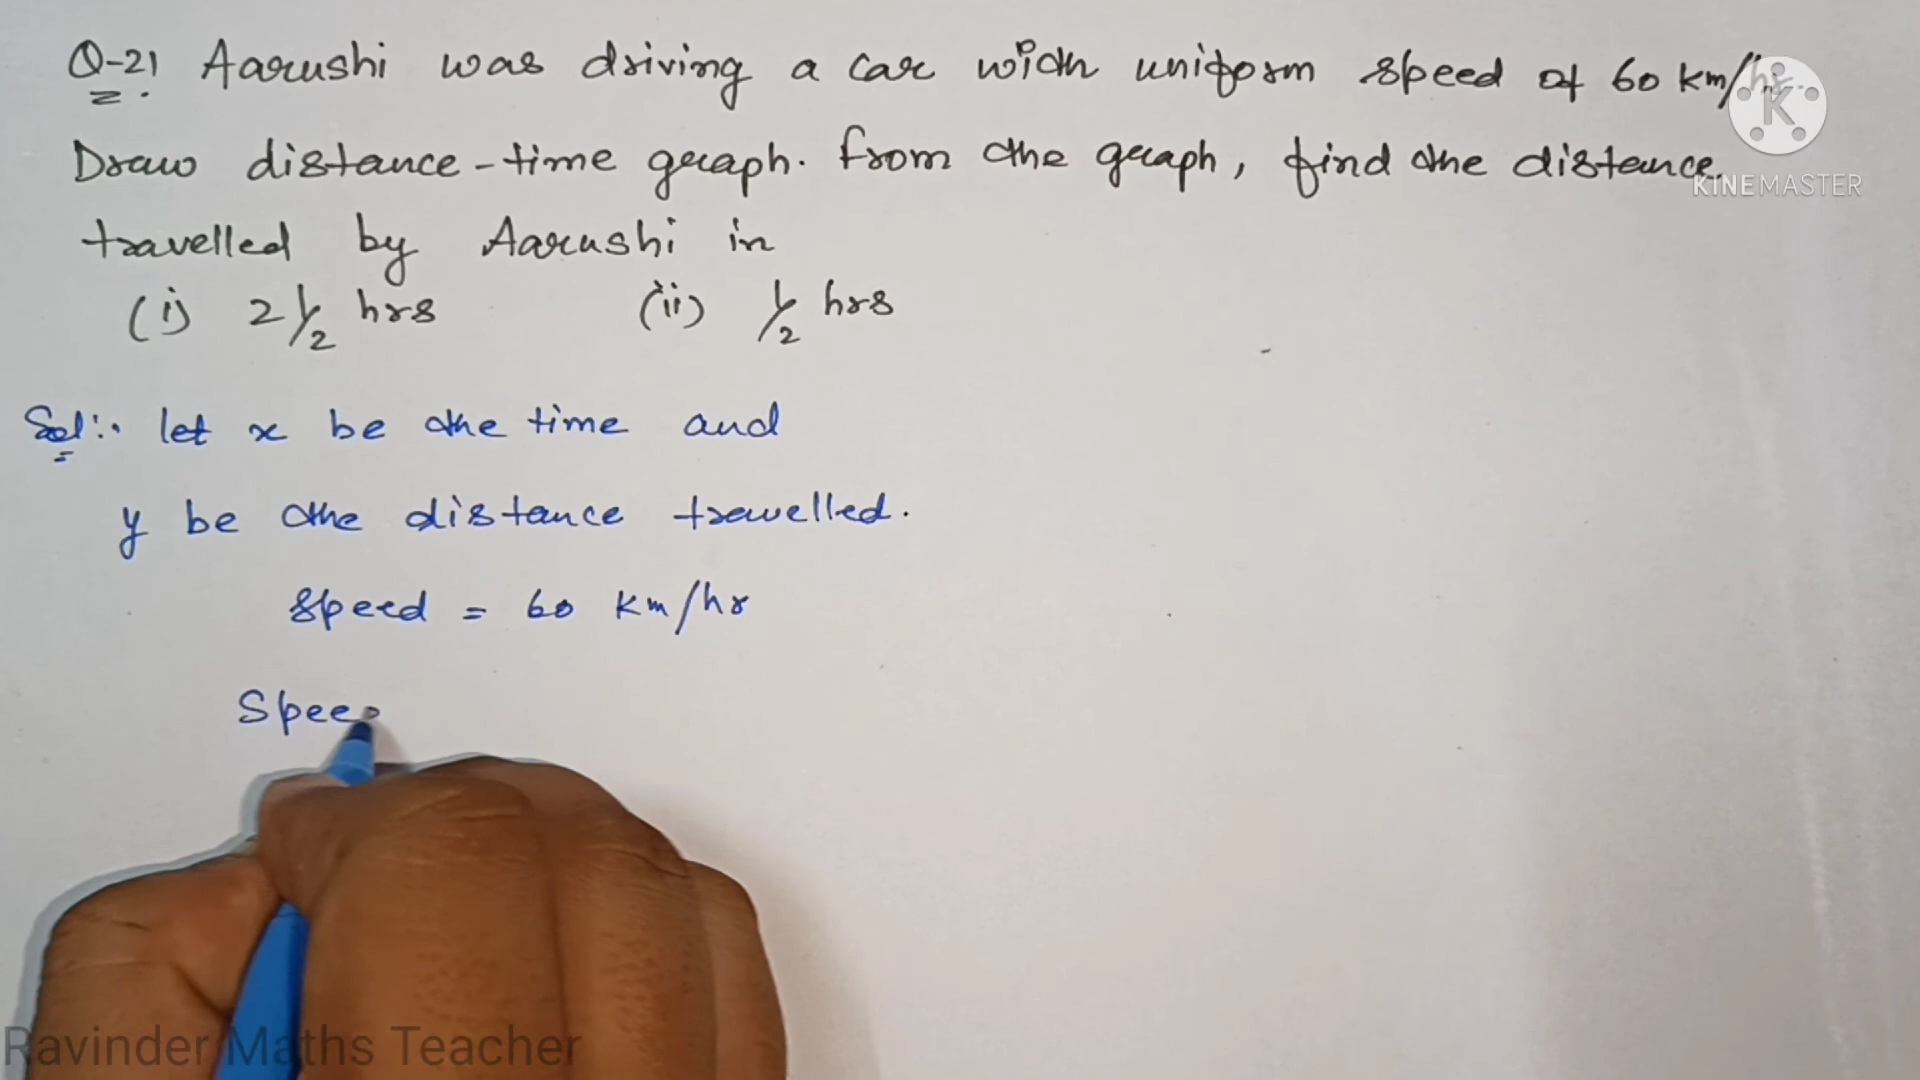 Q-21 Aarushi was driving a car with uniform speed of 60 km/hr.
Draw distance-time graph. From the graph, find the distance
travelled by Aarushi in
(i) 2 1/2 hrs (ii) 1/2 hrs
Sol:. let x be the time and
y be the distance travelled.
speed = 60 km/hr
Speed
K
KINEMASTER
Ravinder Maths Teacher